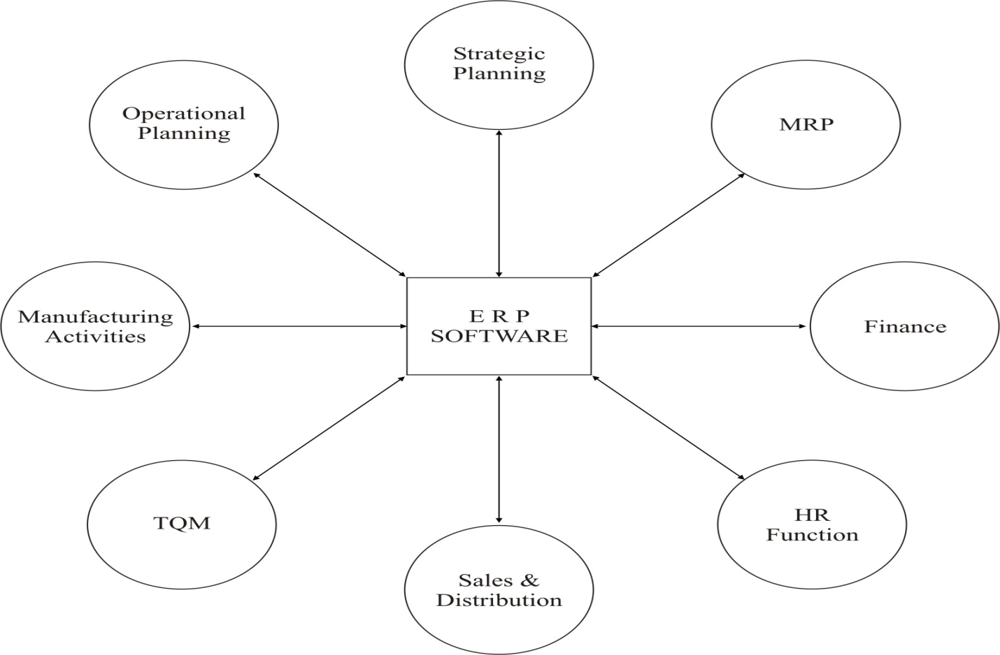 Strategic
Planning
Operational
Planning
MRP
Manufacturing
Activities
E R P
SOFTWARE
Finance
TQM
HR
Function
Sales &
Distribution